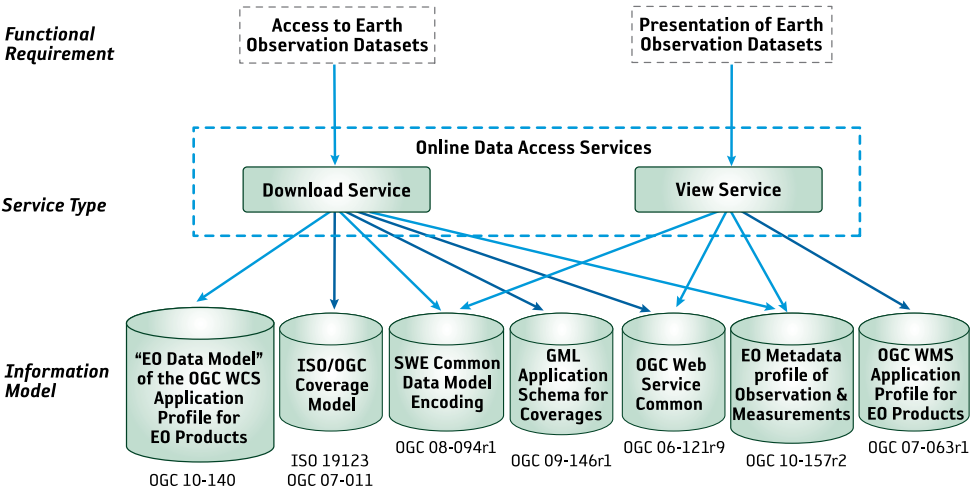 Functional
Requirement
Access to Earth
Observation Datasets
Presentation of Earth
Observation Datasets
Online Data Access Services
Service Type
Download Service
View Service
Information
Model
“EO Data Model”
of the OGC WCS
Application
Profile for
EO Products
OGC 10-140
ISO/OGC
Coverage
Model
ISO 19123
OGC 07-011
SWE Common
Data Model
Encoding
OGC 08-094r1
GML
Application
Schema for
Coverages
OGC 09-146r1
OGC Web
Service
Common
OGC 06-121r9
EO Metadata
profile of
Observation &
Measurements
OGC 10-157r2
OGC WMS
Application
Profile for
EO Products
OGC 07-063r1